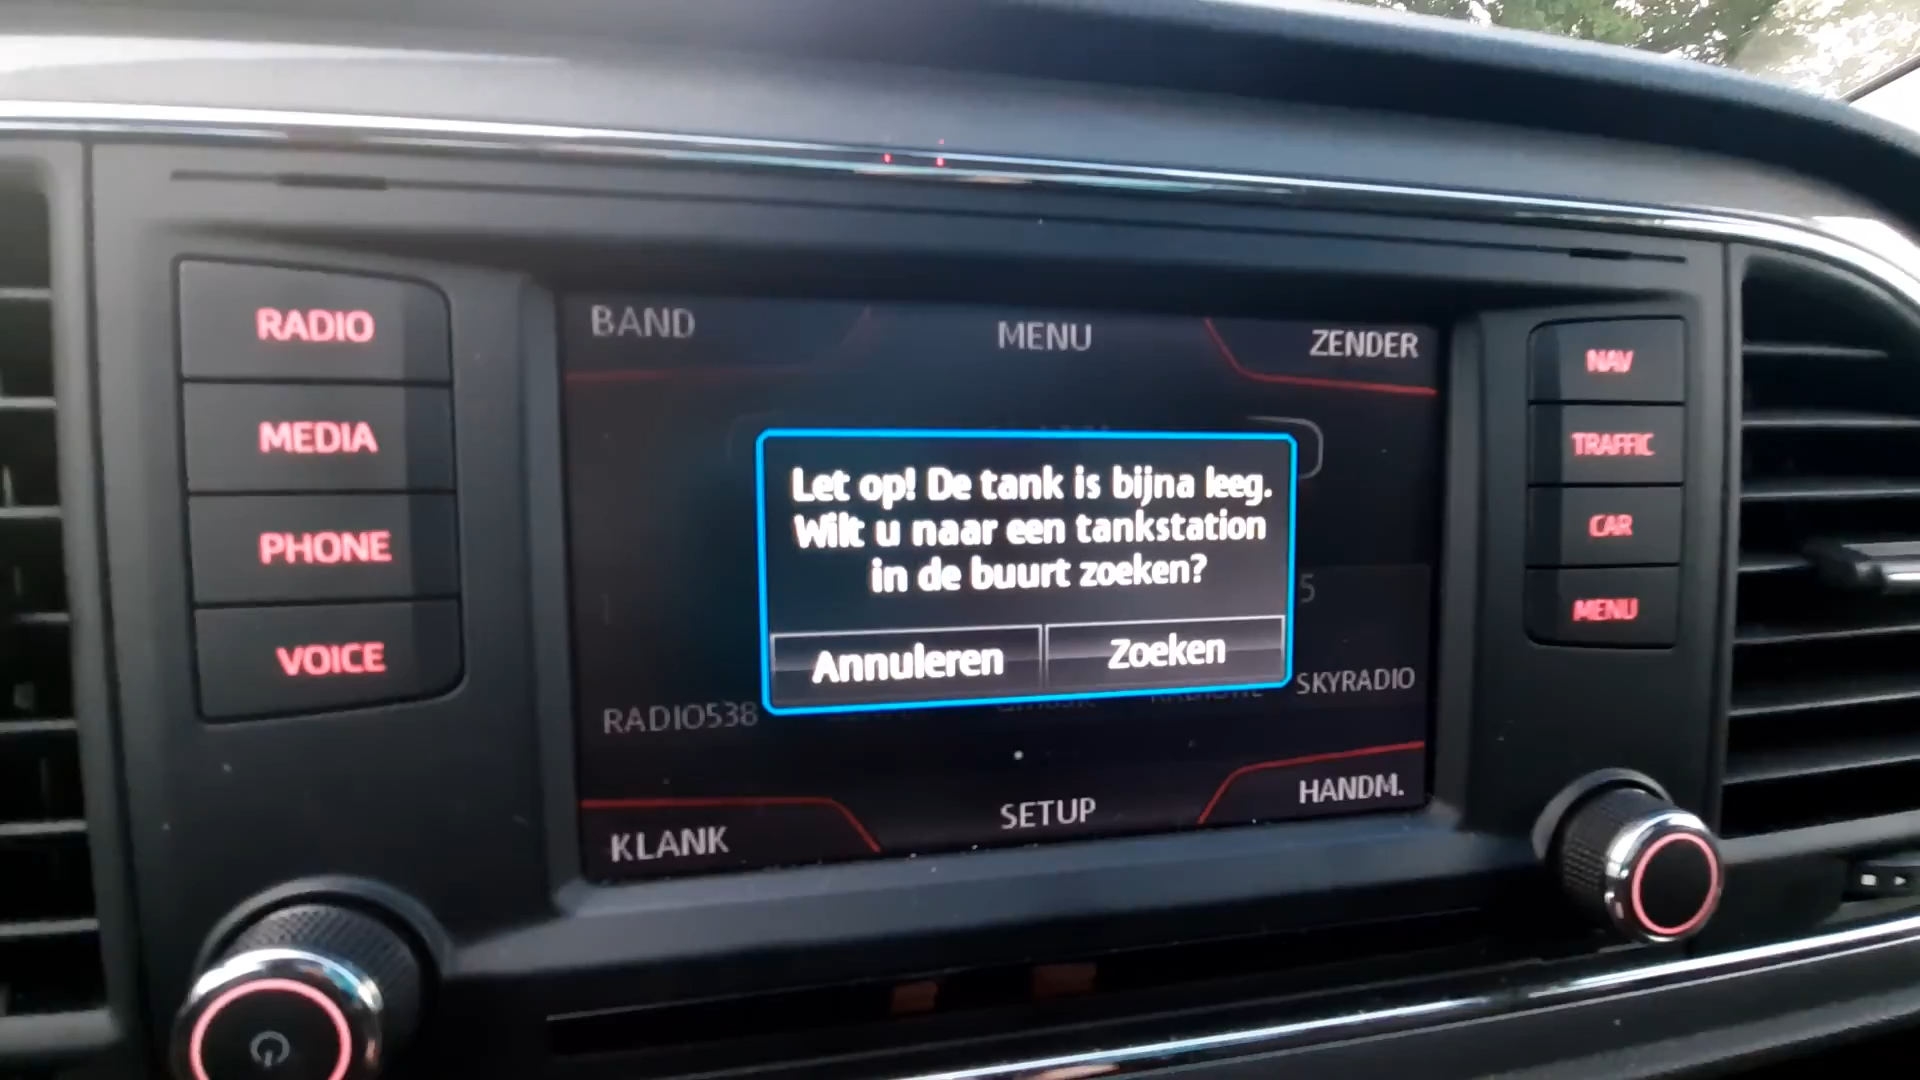 RADIO
MEDIA
PHONE
VOICE
BAND
MENU
ZENDER
Let op! De tank is bijna leeg.
Wilt u naar een tankstation
in de buurt zoeken?
Annuleren
Zoeken
5
RADIO538
SKYRADIO
KLANK
SETUP
HANDM.
NAV
TRAFFIC
CAR
MENU